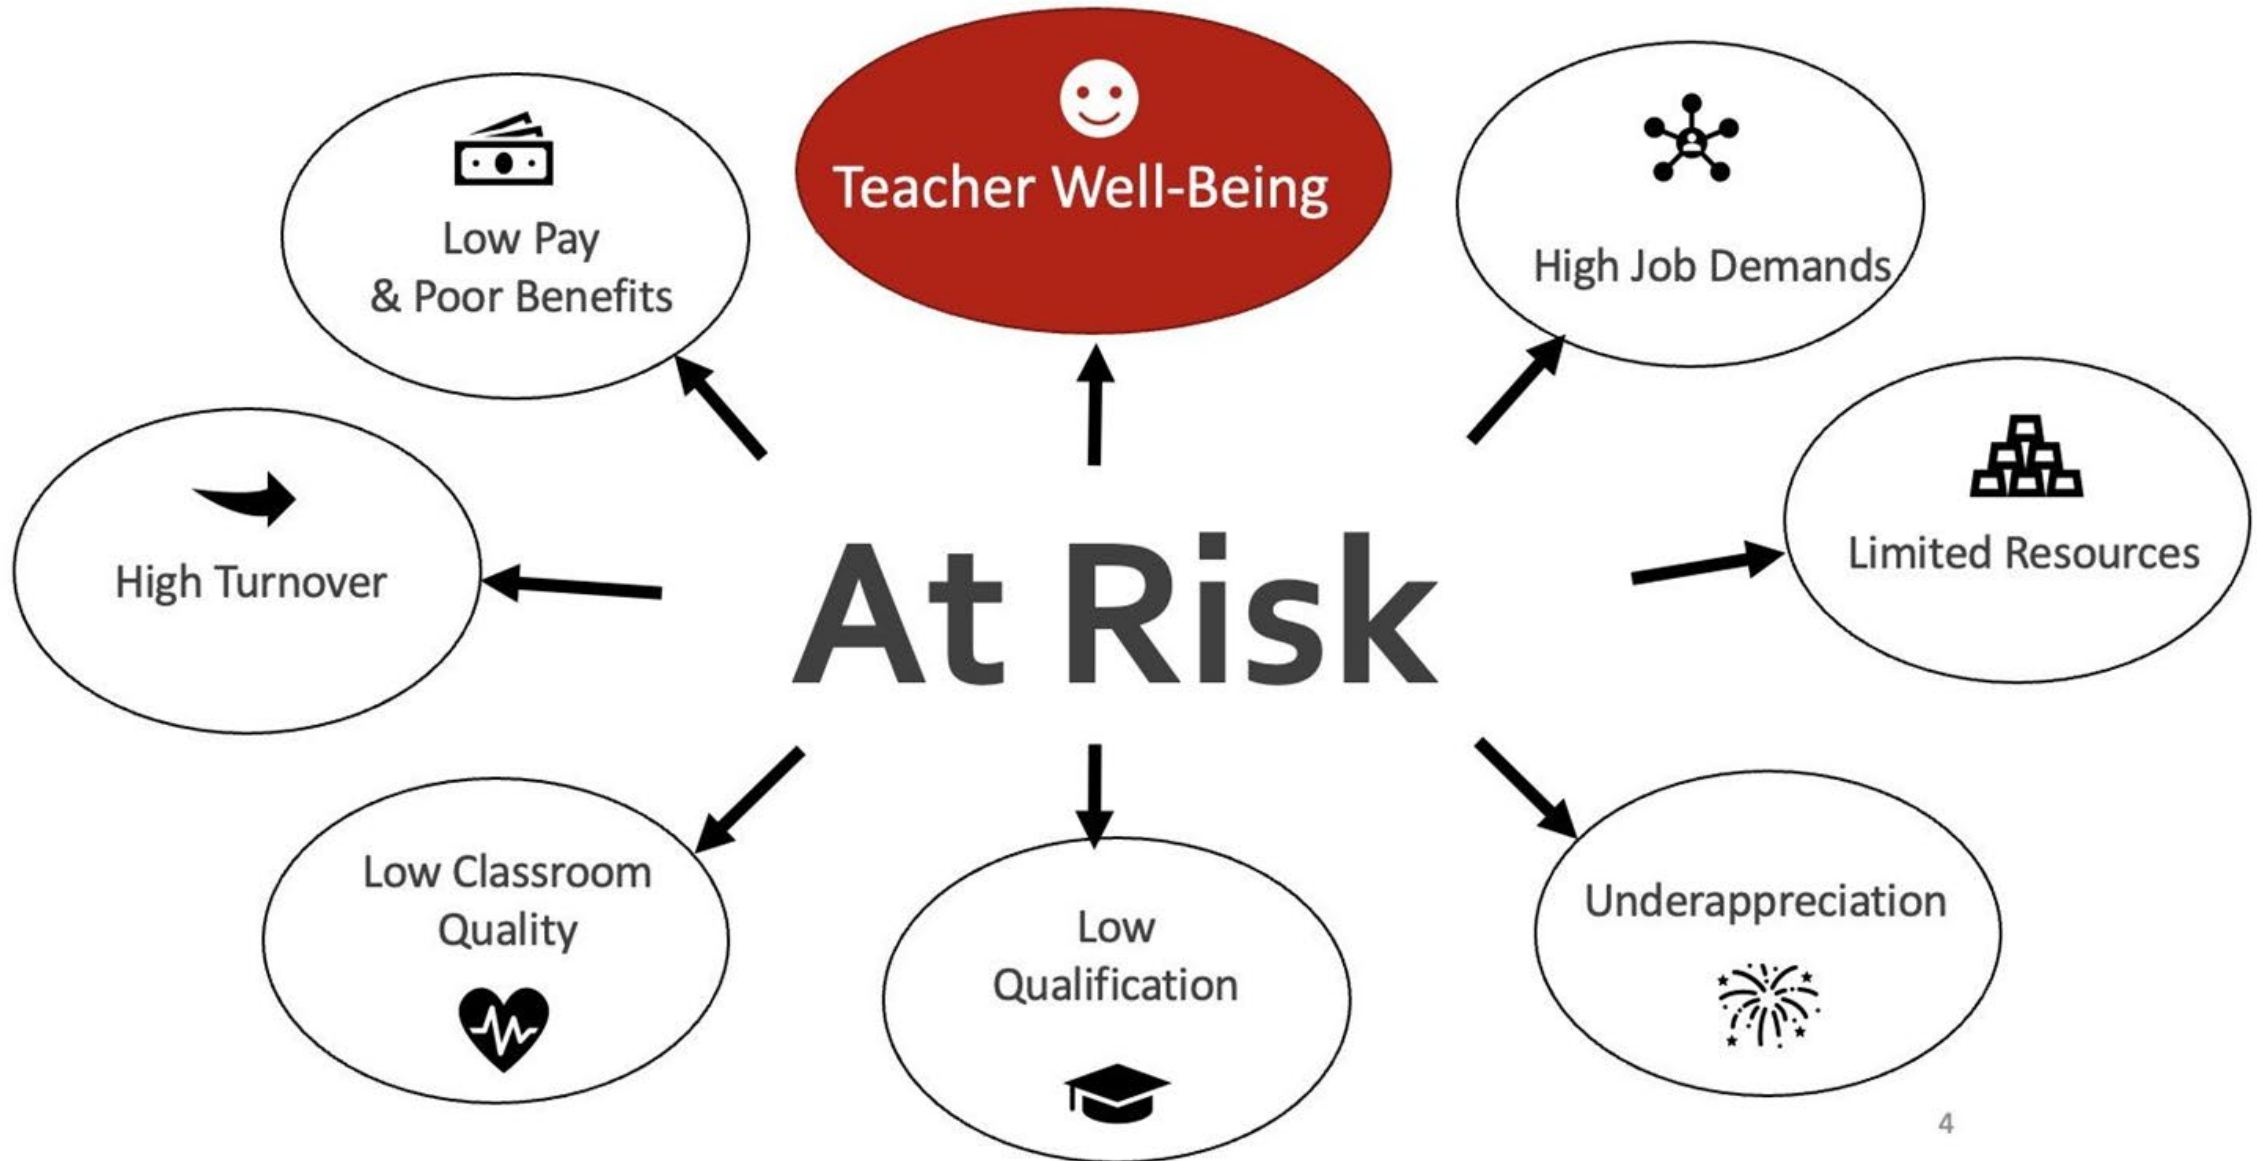 Teacher Well-Being
Low Pay
& Poor Benefits
High Job Demands
High Turnover
At Risk
Limited Resources
Low Classroom
Quality
Low
Qualification
Underappreciation
4